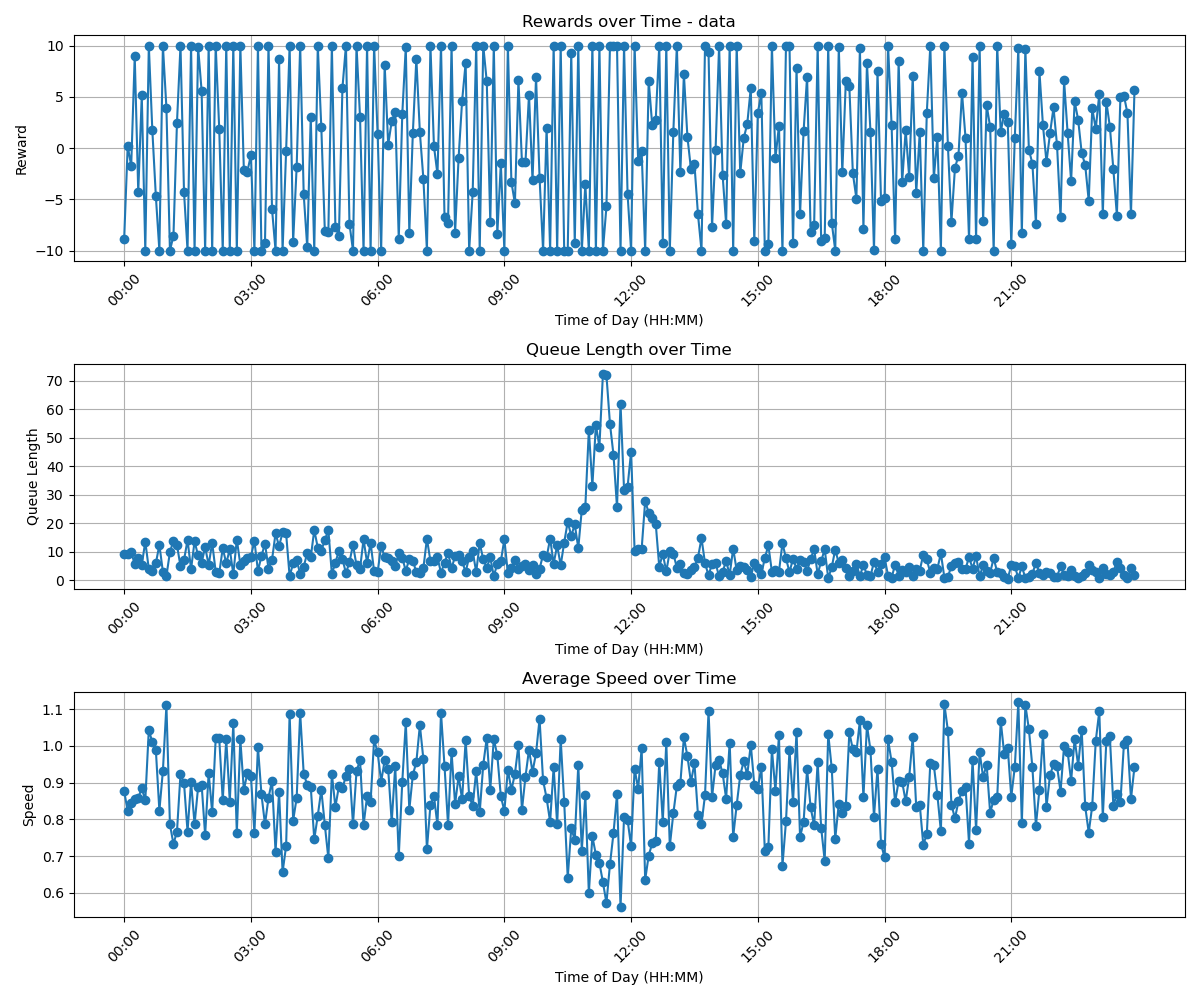 Rewards over Time - data
10
5
0
−5
−10
Reward
00:00 03:00 06:00 09:00 12:00 15:00 18:00 21:00
Time of Day (HH:MM)
Queue Length over Time
70
60
50
40
30
20
10
0
Queue Length
00:00 03:00 06:00 09:00 12:00 15:00 18:00 21:00
Time of Day (HH:MM)
Average Speed over Time
1.1
1.0
0.9
0.8
0.7
0.6
Speed
00:00 03:00 06:00 09:00 12:00 15:00 18:00 21:00
Time of Day (HH:MM)